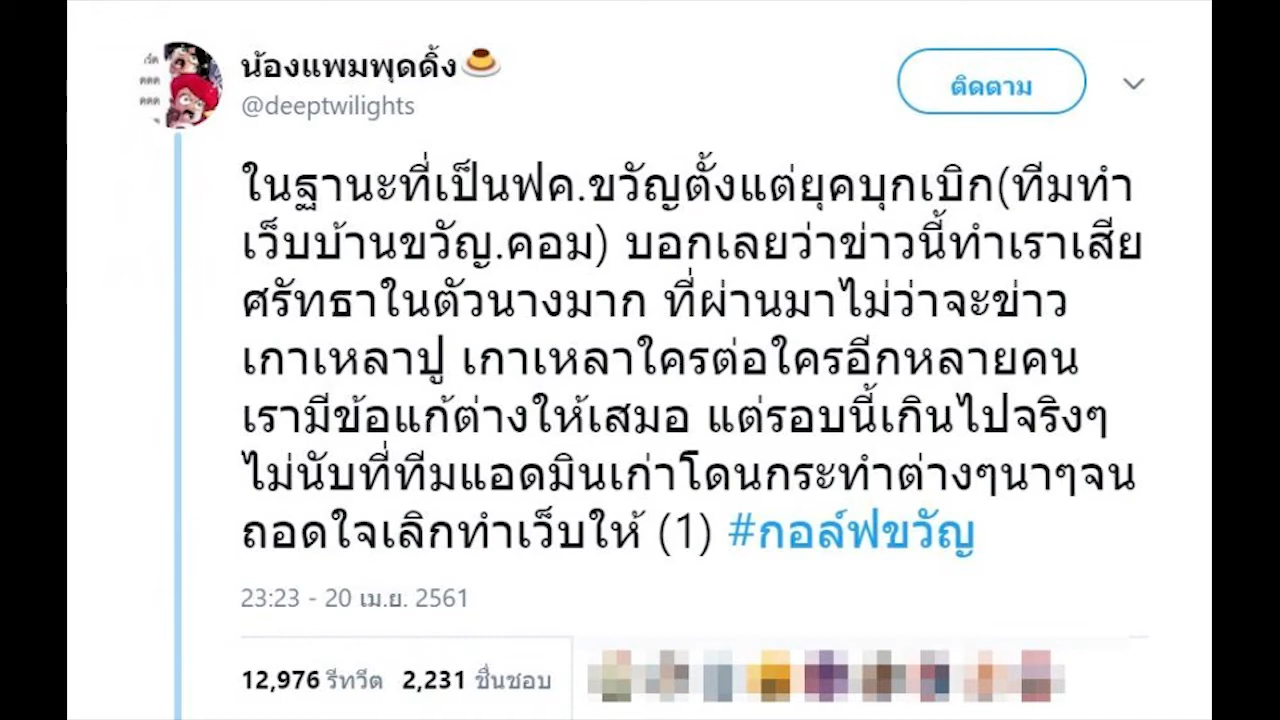 น้องแพมพุดดิ้ง🍮
@deeptwilights
ติดตาม
ในฐานะที่เป็นฟค.ขวัญตั้งแต่ยุคบุกเบิก(ทีมทำ
เว็บบ้านขวัญ.คอม) บอกเลยว่าข่าวนี้ทำเราเสีย
ศรัทธาในตัวนางมาก ที่ผ่านมาไม่ว่าจะข่าว
เกาเหลาปู เกาเหลาใครต่อใครอีกหลายคน
เรามีข้อแก้ต่างให้เสมอ แต่รอบนี้เกินไปจริงๆ
ไม่นับที่ทีมแอดมินเก่าโดนกระทำต่างๆนาๆจน
ถอดใจเลิกทำเว็บให้ (1) #กอล์ฟขวัญ
23:23 - 20 เม.ย. 2561
12,976 รีทวีต 2,231 ชื่นชอบ